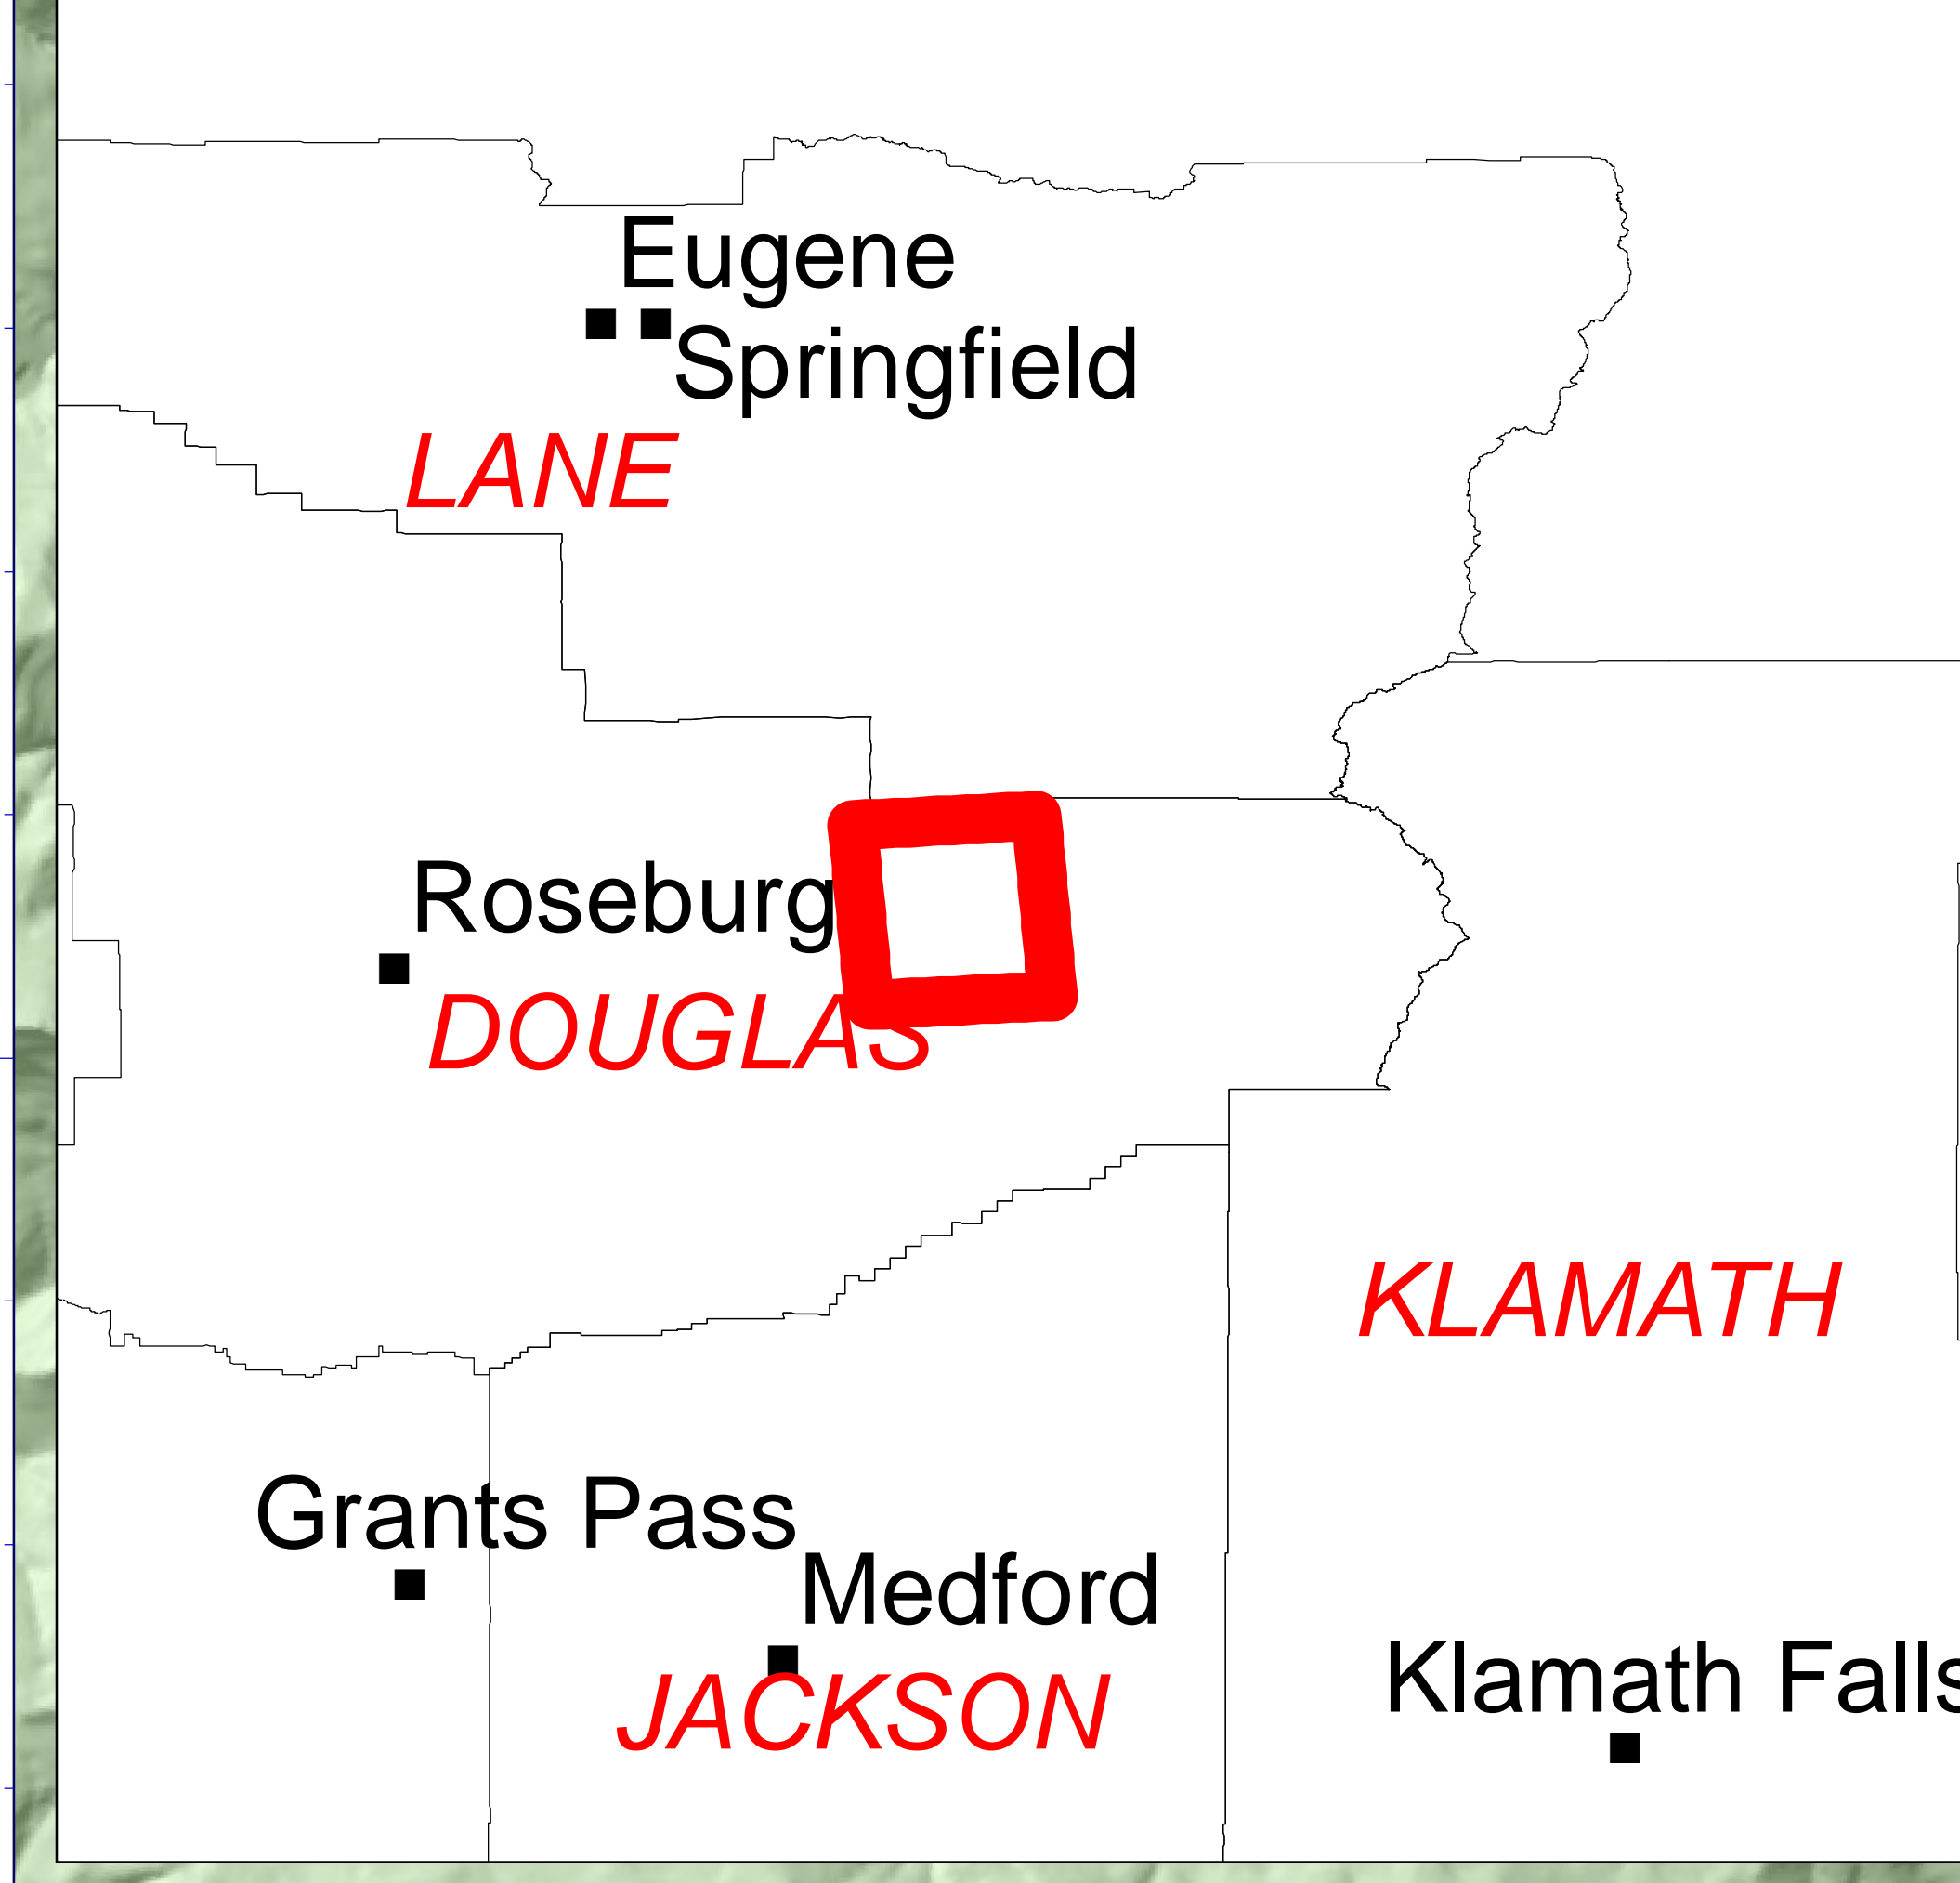 Eugene
Springfield
LANE
Roseburg
DOUGLAS
KLAMATH
Grants Pass
Medford
Klamath Falls
JACKSON